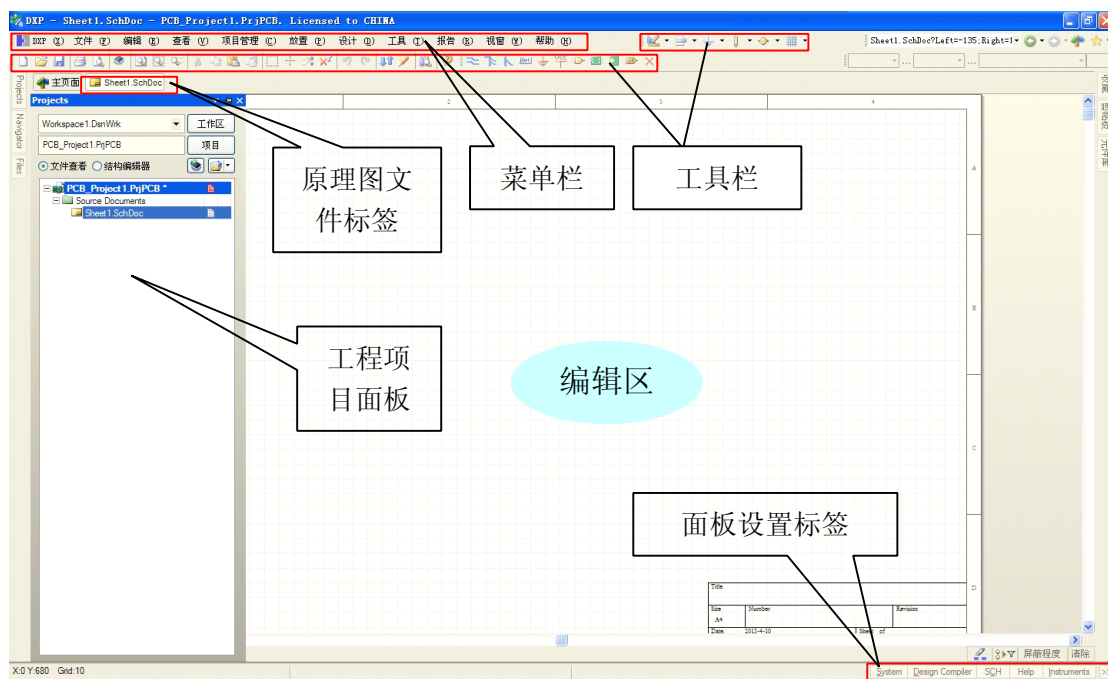 DXP - Sheet1.SchDoc - PCB_Project1.PrjPCB. Licensed to CHINA
DXP (X) 文件 (F) 编辑 (E) 查看 (V) 项目管理 (C) 放置 (P) 设计 (D) 工具 (T) 报告 (R) 视窗 (W) 帮助 (H)
Sheet1.SchDoc?Left=-135;Right=1
主页面 Sheet1.SchDoc
Projects
Navigator
Files
Projects
Workspace1.DsnWrk 工作区
PCB_Project1.PrjPCB 项目
文件查看 结构编辑器
PCB_Project1.PrjPCB *
Source Documents
Sheet1.SchDoc
2 3 4
A
B
C
D
原理图文
件标签
菜单栏
工具栏
工程项
目面板
编辑区
面板设置标签
Title
Size Number Revision
A4
Date: 2015-4-10 Sheet of
屏蔽程度 清除
X:0 Y:680 Grid:10
System Design Compiler SCH Help Instruments >>